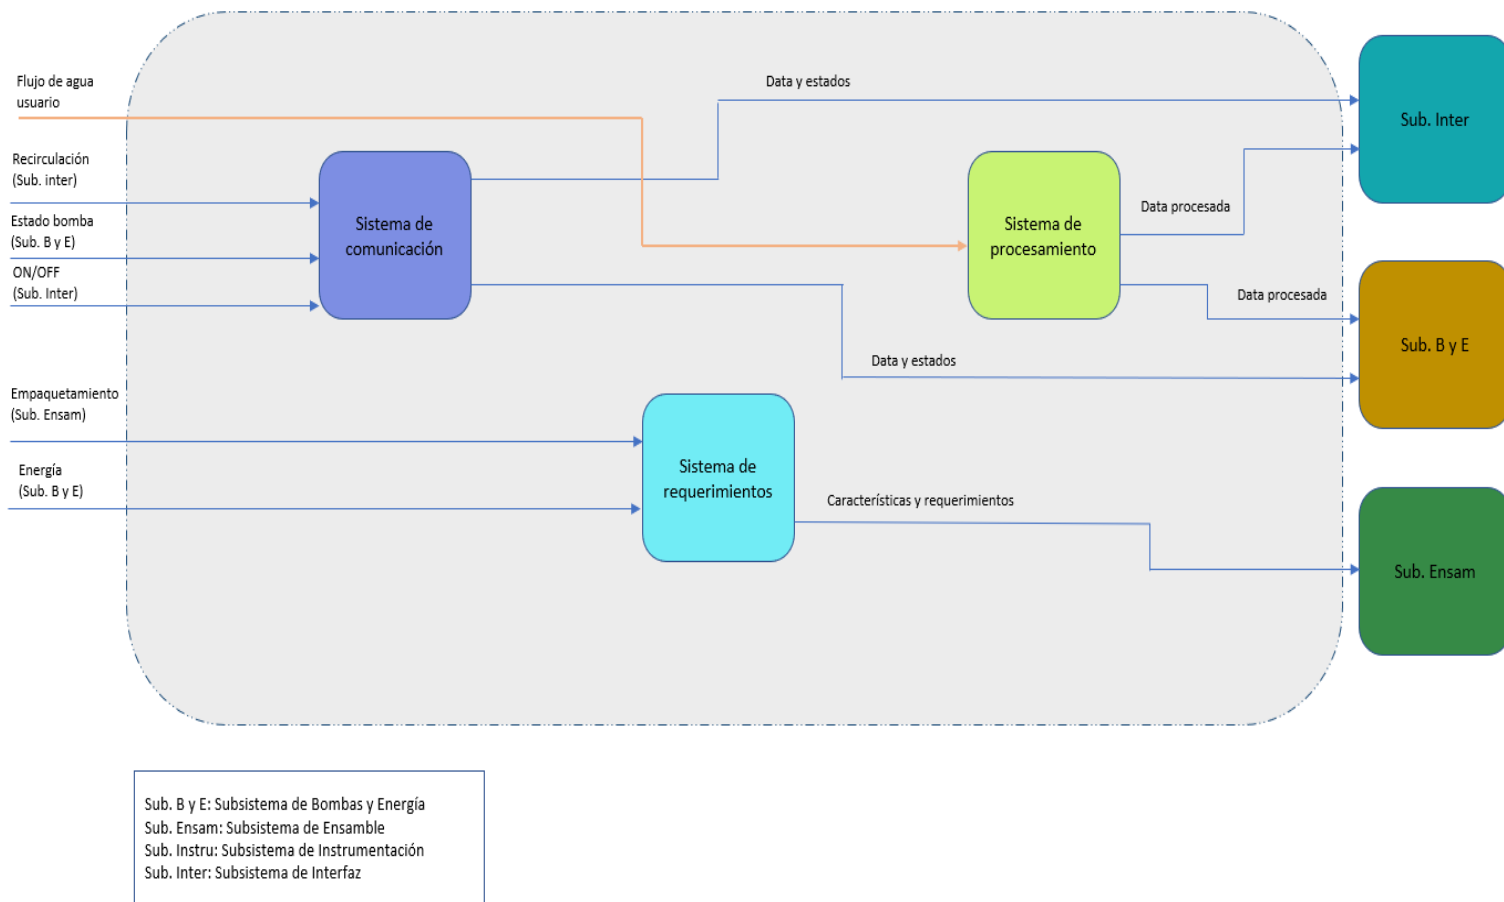 Flujo de agua
usuario
Data y estados
Sub. Inter
Recirculación
(Sub. inter)
Estado bomba
(Sub. B y E)
ON/OFF
(Sub. Inter)
Sistema de
comunicación
Sistema de
procesamiento
Data procesada
Data procesada
Sub. B y E
Data y estados
Empaquetamiento
(Sub. Ensam)
Energía
(Sub. B y E)
Sistema de
requerimientos
Característícas y requerimientos
Sub. Ensam
Sub. B y E: Subsistema de Bombas y Energía
Sub. Ensam: Subsistema de Ensamble
Sub. Instru: Subsistema de Instrumentación
Sub. Inter: Subsistema de Interfaz